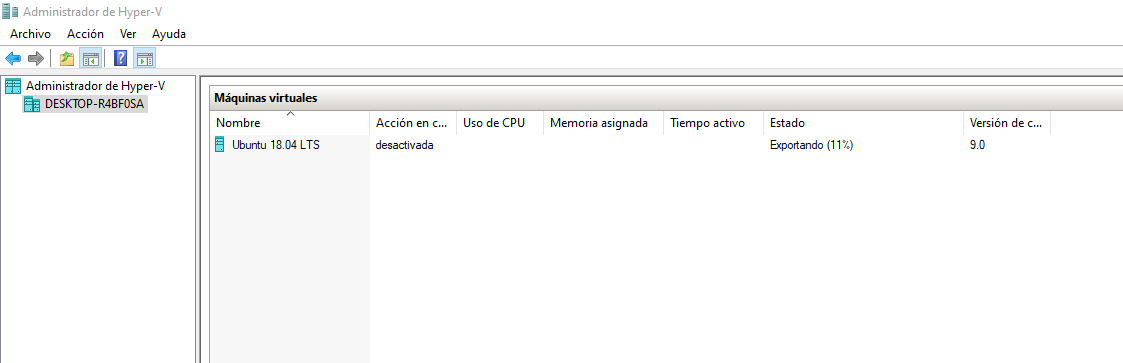 Administrador de Hyper-V
Archivo Acción Ver Ayuda
Administrador de Hyper-V
DESKTOP-R4BF0SA
Máquinas virtuales
Nombre Acción en c... Uso de CPU Memoria asignada Tiempo activo Estado Versión de c...
Ubuntu 18.04 LTS desactivada Exportando (11%) 9.0